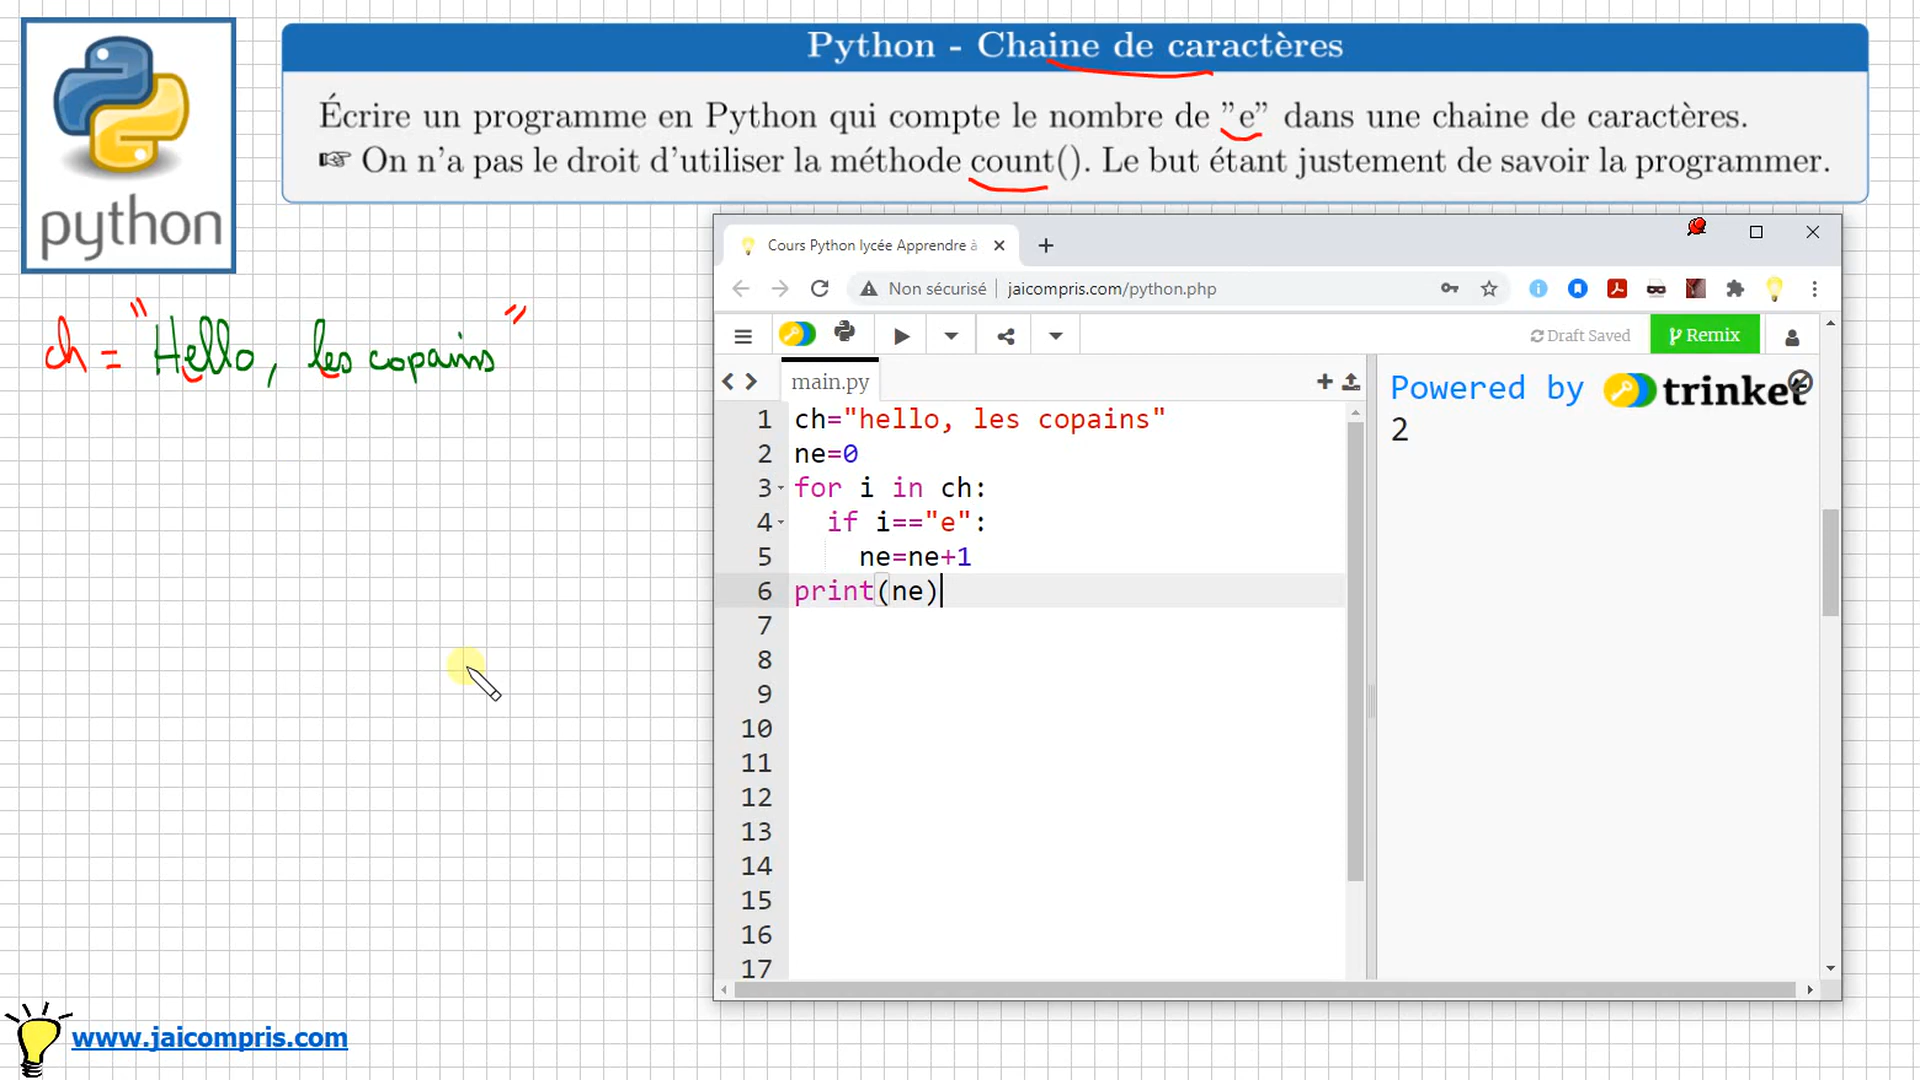 Python - Chaine de caractères
Écrire un programme en Python qui compte le nombre de ”e” dans une chaine de caractères.
☞ On n’a pas le droit d’utiliser la méthode count(). Le but étant justement de savoir la programmer.
python
ch = "Hello, les copains"
Cours Python lycée Apprendre à
Non sécurisé | jaicompris.com/python.php
Draft Saved
Remix
main.py
Powered by trinket
2
1 ch="hello, les copains"
2 ne=0
3 for i in ch:
4 if i=="e":
5 ne=ne+1
6 print(ne)
7
8
9
10
11
12
13
14
15
16
17
www.jaicompris.com